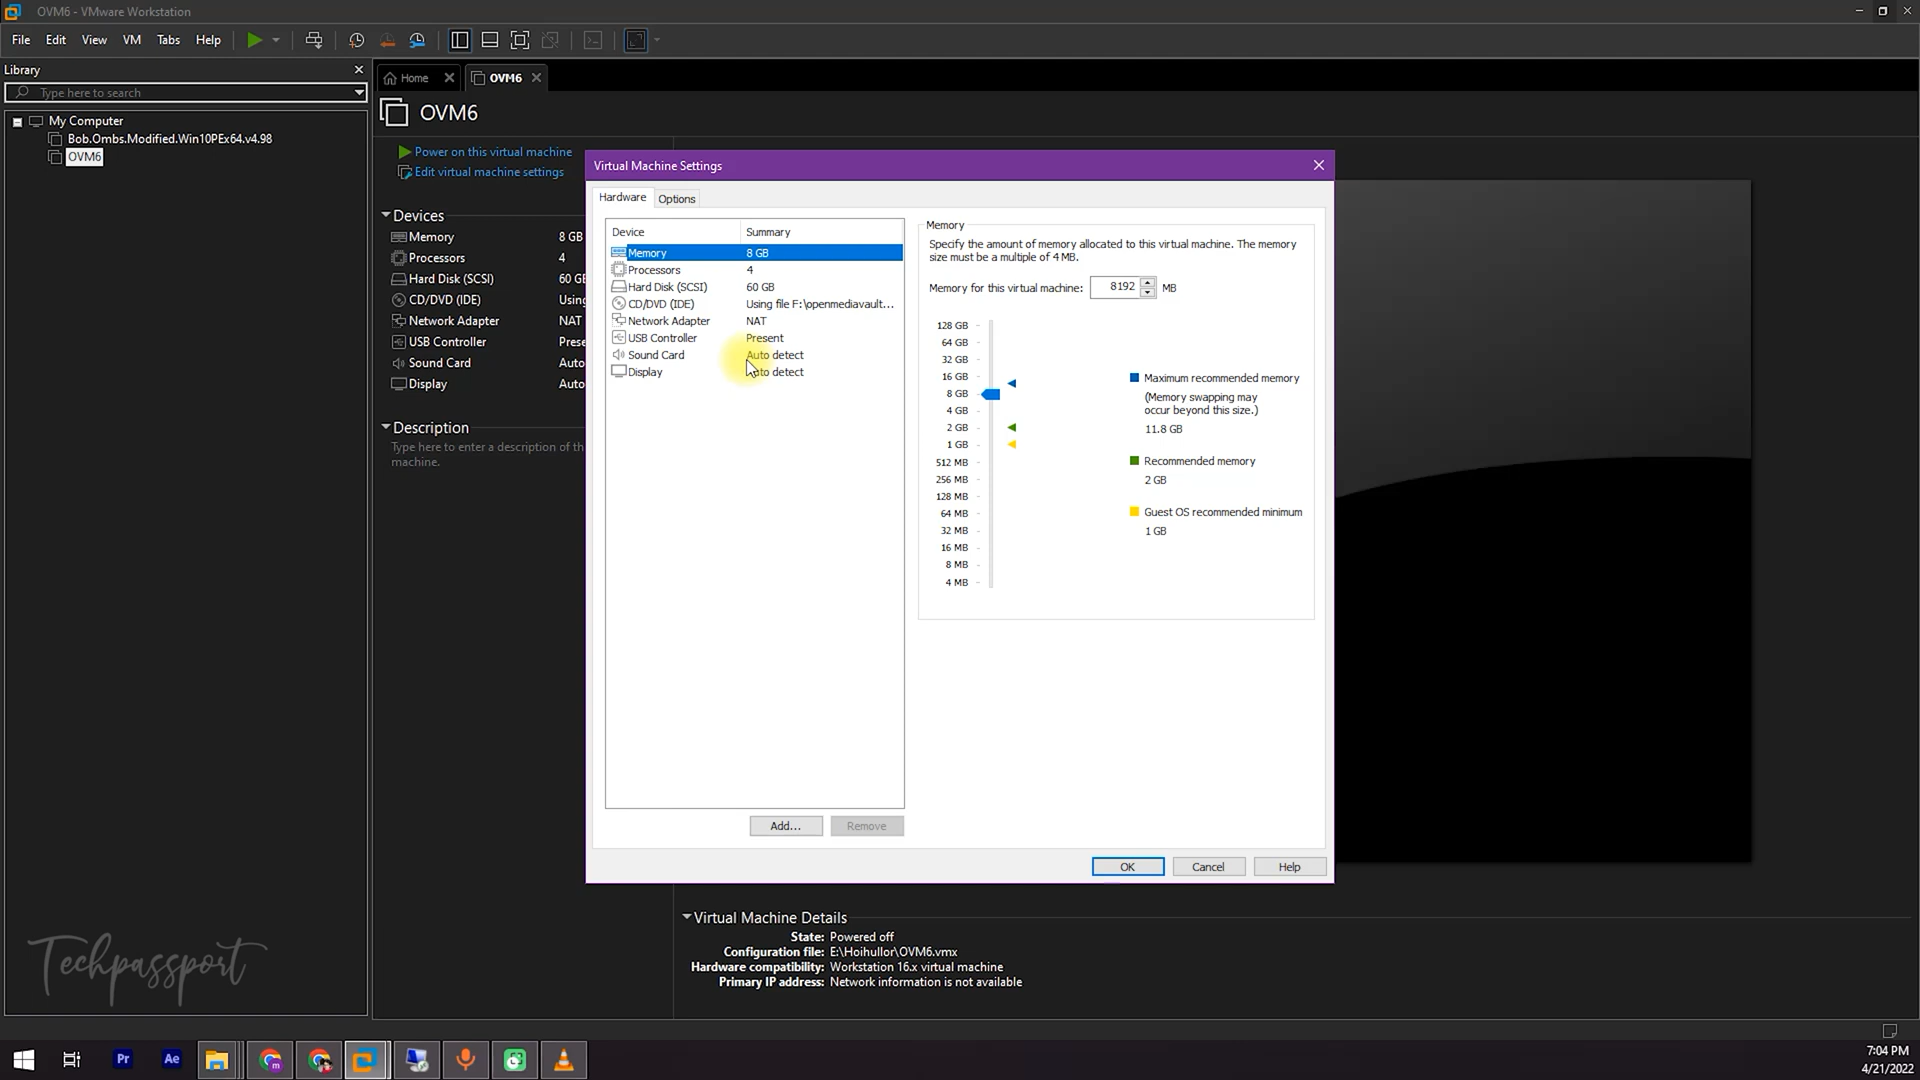 OVM6 - VMware Workstation
File Edit View VM Tabs Help
Library
Type here to search
My Computer
Bob.Ombs.Modified.Win10PEx64.v4.98
OVM6
Home
OVM6
OVM6
Power on this virtual machine
Edit virtual machine settings
Devices
Memory 8 GB
Processors 4
Hard Disk (SCSI) 60 GB
CD/DVD (IDE) Using
Network Adapter NAT
USB Controller Prese
Sound Card Auto
Display Auto
Description
Type here to enter a description of th
machine.
Virtual Machine Settings
Hardware Options
Device Summary
Memory 8 GB
Processors 4
Hard Disk (SCSI) 60 GB
CD/DVD (IDE) Using file F:\openmediavault...
Network Adapter NAT
USB Controller Present
Sound Card Auto detect
Display Auto detect
Add... Remove
Memory
Specify the amount of memory allocated to this virtual machine. The memory
size must be a multiple of 4 MB.
Memory for this virtual machine: 8192 MB
128 GB
64 GB
32 GB
16 GB
8 GB
4 GB
2 GB
1 GB
512 MB
256 MB
128 MB
64 MB
32 MB
16 MB
8 MB
4 MB
Maximum recommended memory
(Memory swapping may
occur beyond this size.)
11.8 GB
Recommended memory
2 GB
Guest OS recommended minimum
1 GB
OK Cancel Help
Virtual Machine Details
State: Powered off
Configuration file: E:\Hoihullor\OVM6.vmx
Hardware compatibility: Workstation 16.x virtual machine
Primary IP address: Network information is not available
Techpassport
Pr Ae
7:04 PM
4/21/2022